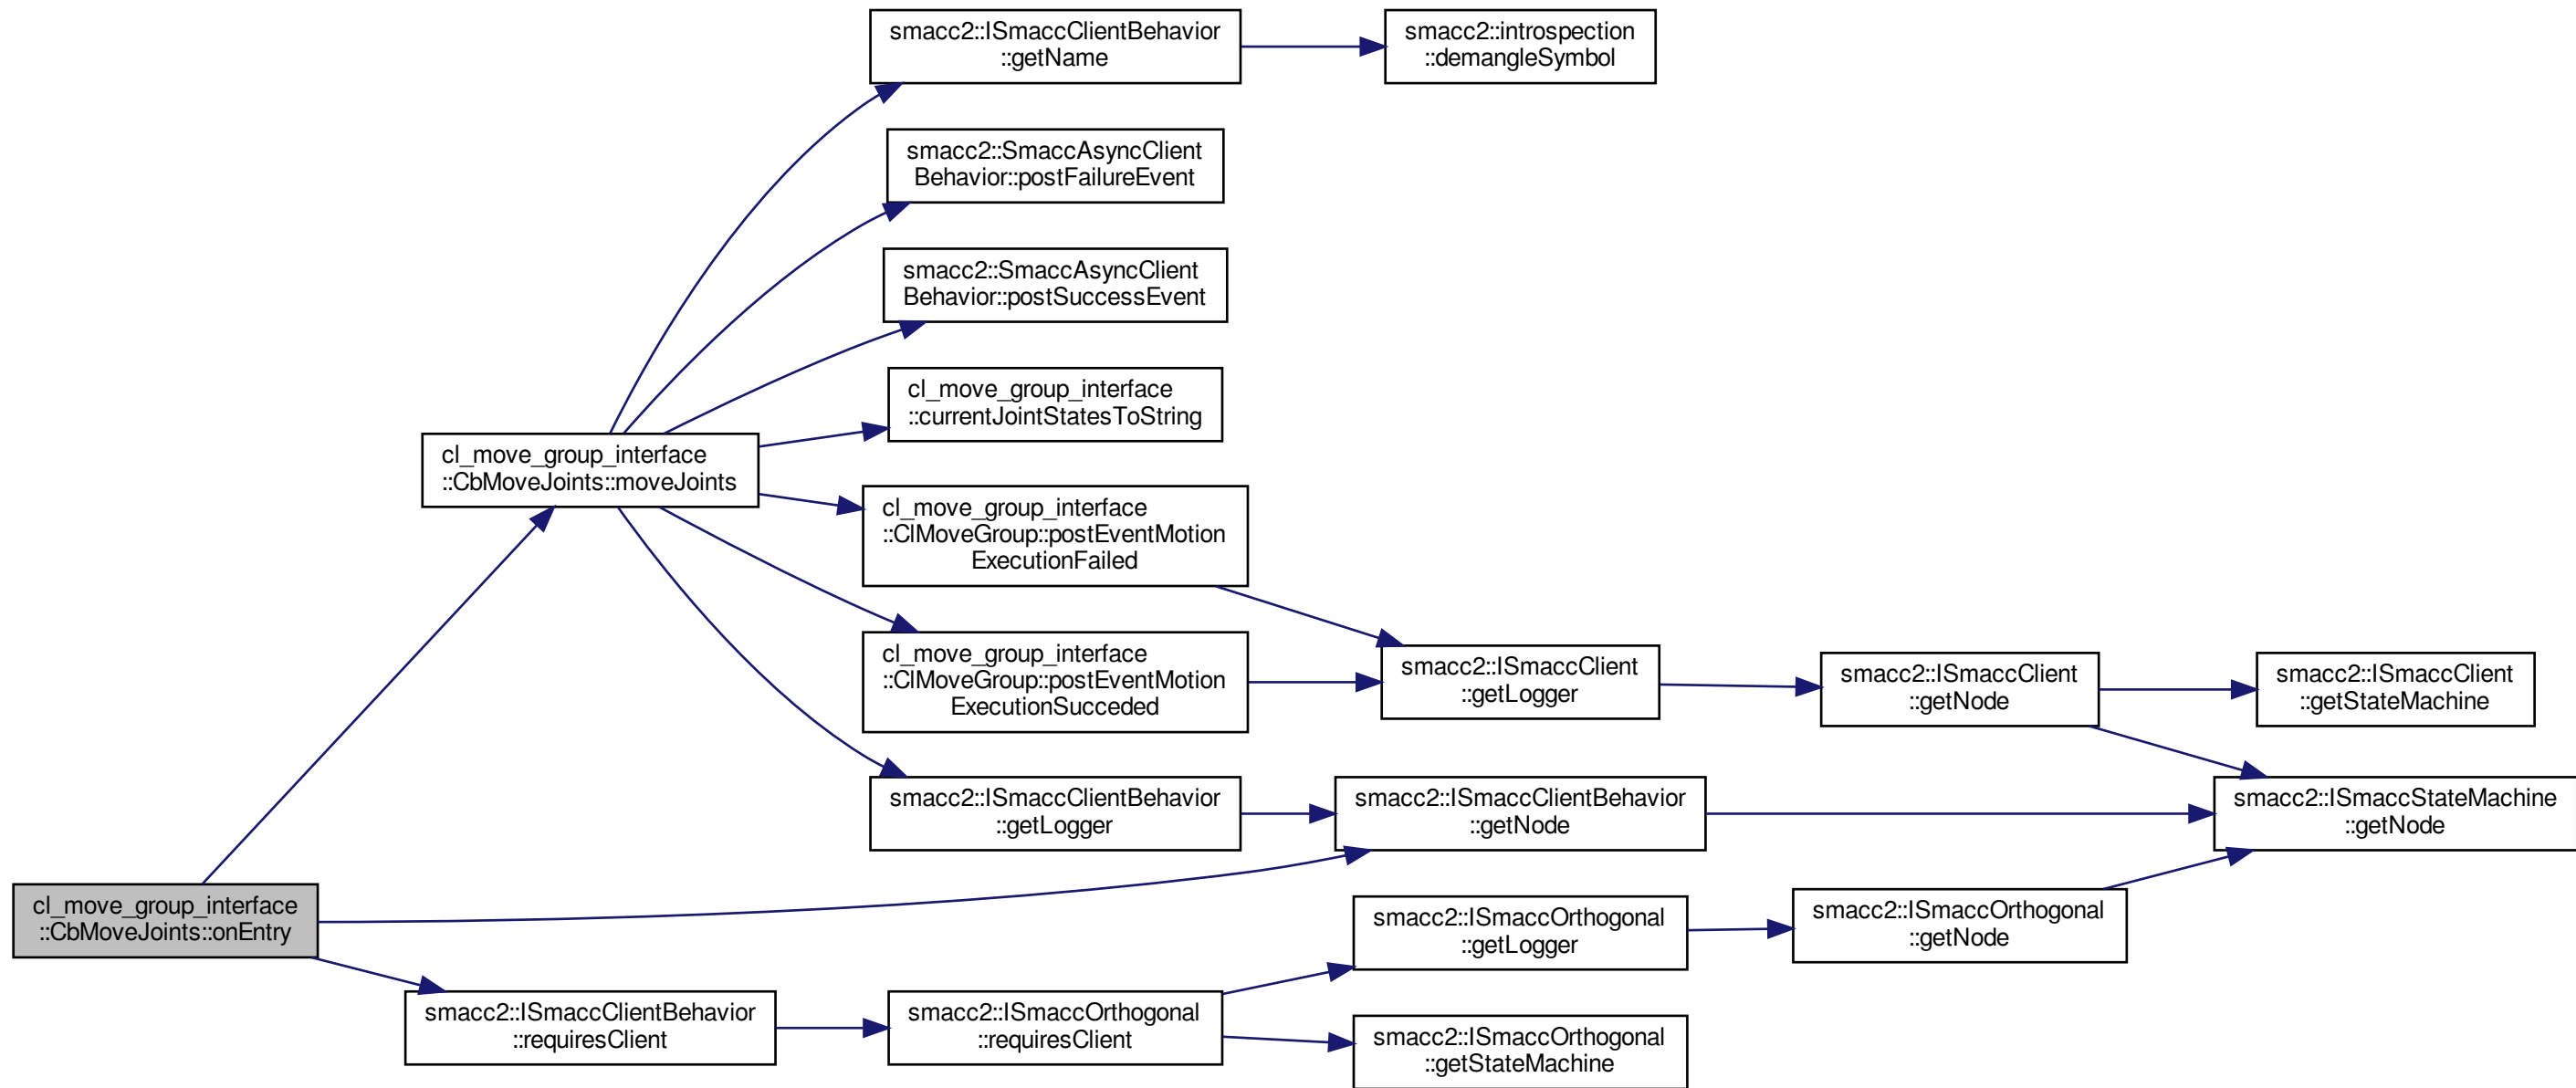 smacc2::ISmaccClientBehavior
::getName
smacc2::introspection
::demangleSymbol
smacc2::SmaccAsyncClient
Behavior::postFailureEvent
smacc2::SmaccAsyncClient
Behavior::postSuccessEvent
cl_move_group_interface
::currentJointStatesToString
cl_move_group_interface
::CbMoveJoints::moveJoints
cl_move_group_interface
::ClMoveGroup::postEventMotion
ExecutionFailed
cl_move_group_interface
::ClMoveGroup::postEventMotion
ExecutionSucceded
smacc2::ISmaccClient
::getLogger
smacc2::ISmaccClient
::getNode
smacc2::ISmaccClient
::getStateMachine
smacc2::ISmaccClientBehavior
::getLogger
smacc2::ISmaccClientBehavior
::getNode
smacc2::ISmaccStateMachine
::getNode
cl_move_group_interface
::CbMoveJoints::onEntry
smacc2::ISmaccOrthogonal
::getLogger
smacc2::ISmaccOrthogonal
::getNode
smacc2::ISmaccClientBehavior
::requiresClient
smacc2::ISmaccOrthogonal
::requiresClient
smacc2::ISmaccOrthogonal
::getStateMachine